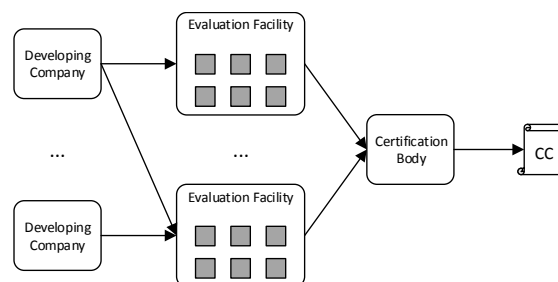 Developing
Company
Evaluation Facility
...
...
Certification
Body
CC
Developing
Company
Evaluation Facility